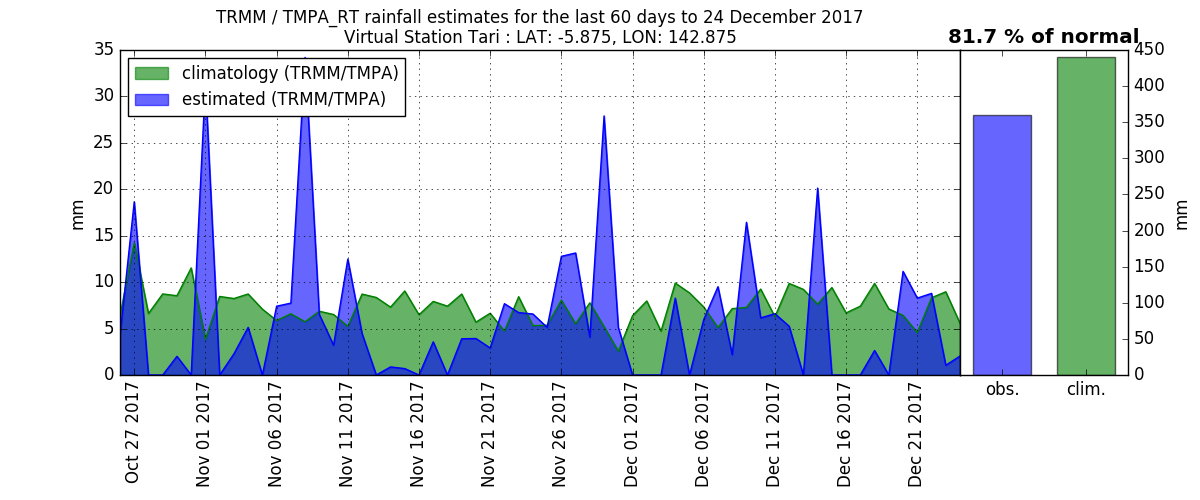 TRMM / TMPA_RT rainfall estimates for the last 60 days to 24 December 2017
Virtual Station Tari : LAT: -5.875, LON: 142.875
81.7 % of normal
climatology (TRMM/TMPA)
estimated (TRMM/TMPA)
35
30
25
20
15
10
5
0
mm
Oct 27 2017
Nov 01 2017
Nov 06 2017
Nov 11 2017
Nov 16 2017
Nov 21 2017
Nov 26 2017
Dec 01 2017
Dec 06 2017
Dec 11 2017
Dec 16 2017
Dec 21 2017
obs.
clim.
450
400
350
300
250
200
150
100
50
0
mm